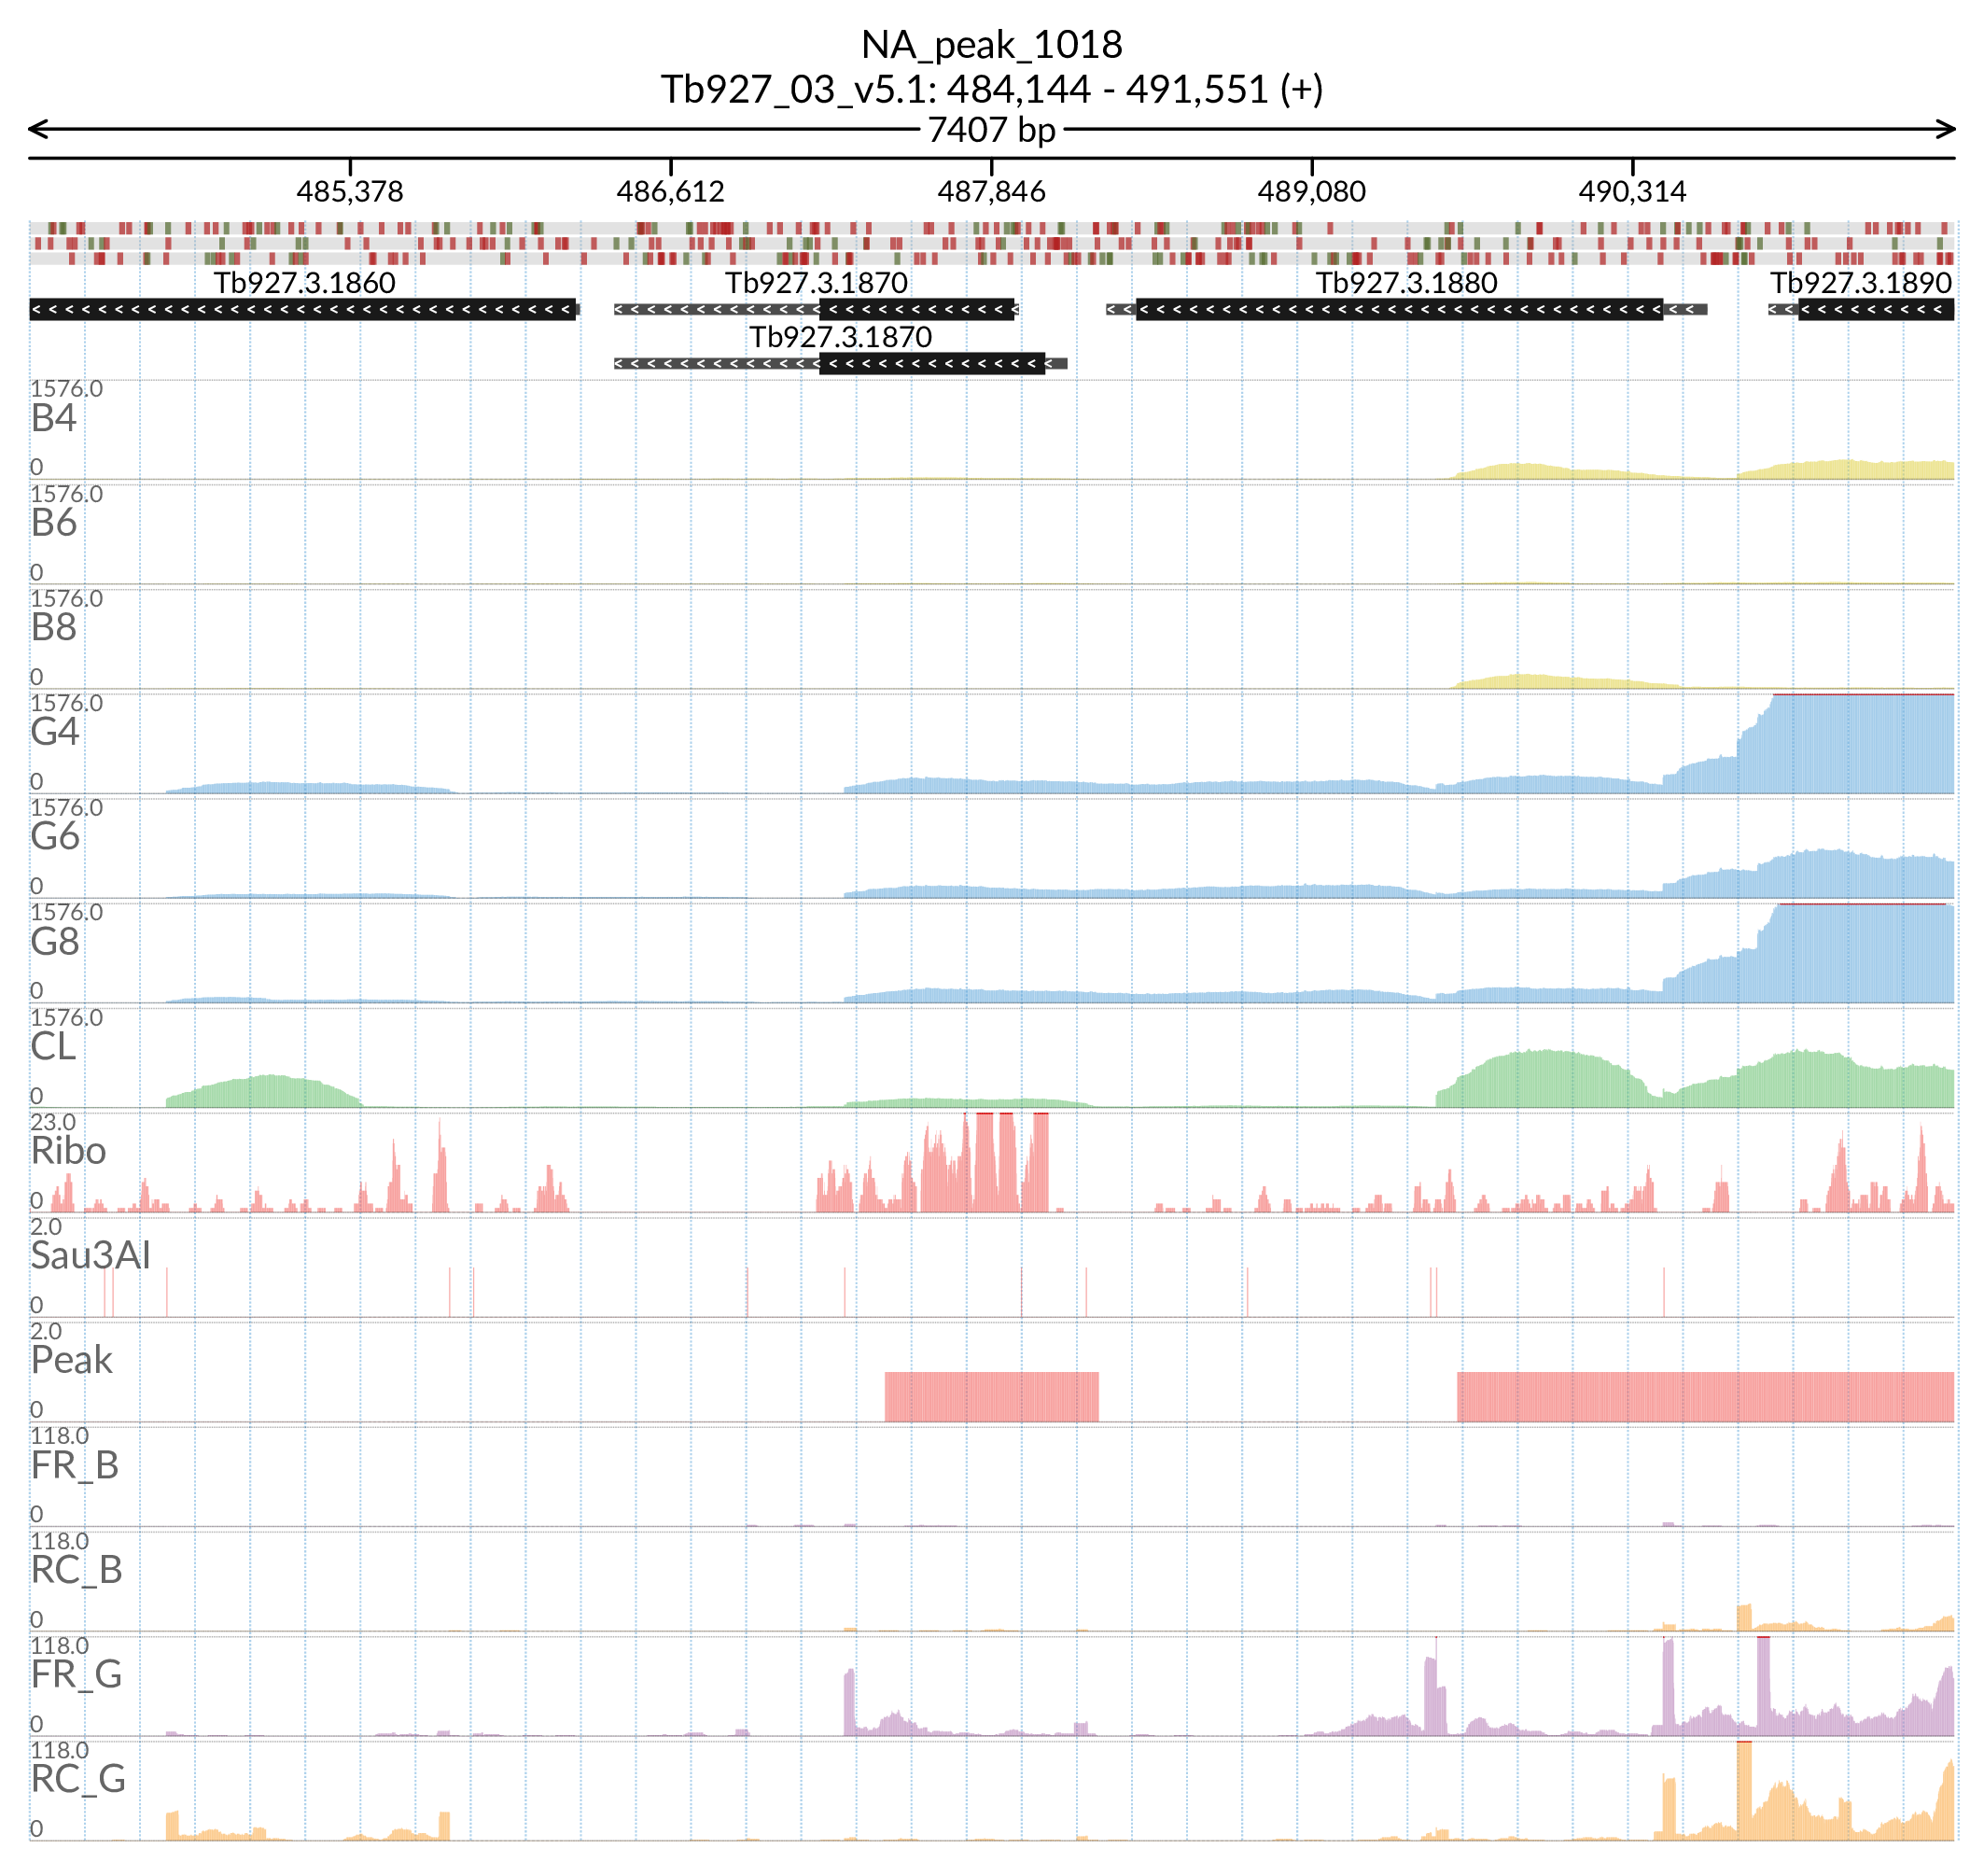 NA_peak_1018
Tb927_03_v5.1: 484,144 - 491,551 (+)
7407 bp
485,378 486,612 487,846 489,080 490,314
Tb927.3.1860 Tb927.3.1870 Tb927.3.1880 Tb927.3.1890
Tb927.3.1870
1576.0
B4
0
1576.0
B6
0
1576.0
B8
0
1576.0
G4
0
1576.0
G6
0
1576.0
G8
0
1576.0
CL
0
23.0
Ribo
0
2.0
Sau3AI
0
2.0
Peak
0
118.0
FR_B
0
118.0
RC_B
0
118.0
FR_G
0
118.0
RC_G
0